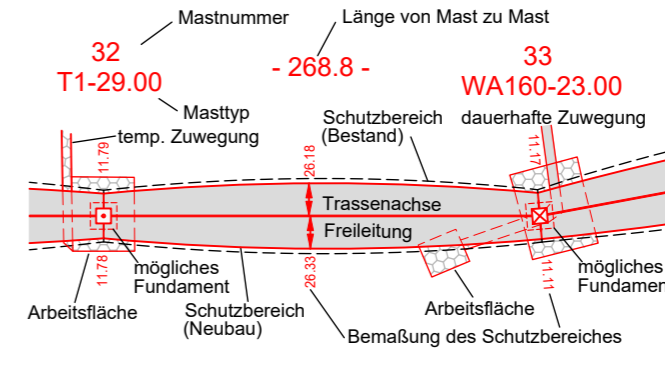 Mastnummer
Länge von Mast zu Mast
32
T1-29.00
- 268.8 -
33
WA160-23.00
Masttyp
temp. Zuwegung
Schutzbereich
(Bestand)
dauerhafte Zuwegung
11.79
26.18
11.17
Trassenachse
Freileitung
11.78
mögliches
Fundament
26.33
11.11
mögliches
Fundamen
Arbeitsfläche
Schutzbereich
(Neubau)
Arbeitsfläche
Bemaßung des Schutzbereiches